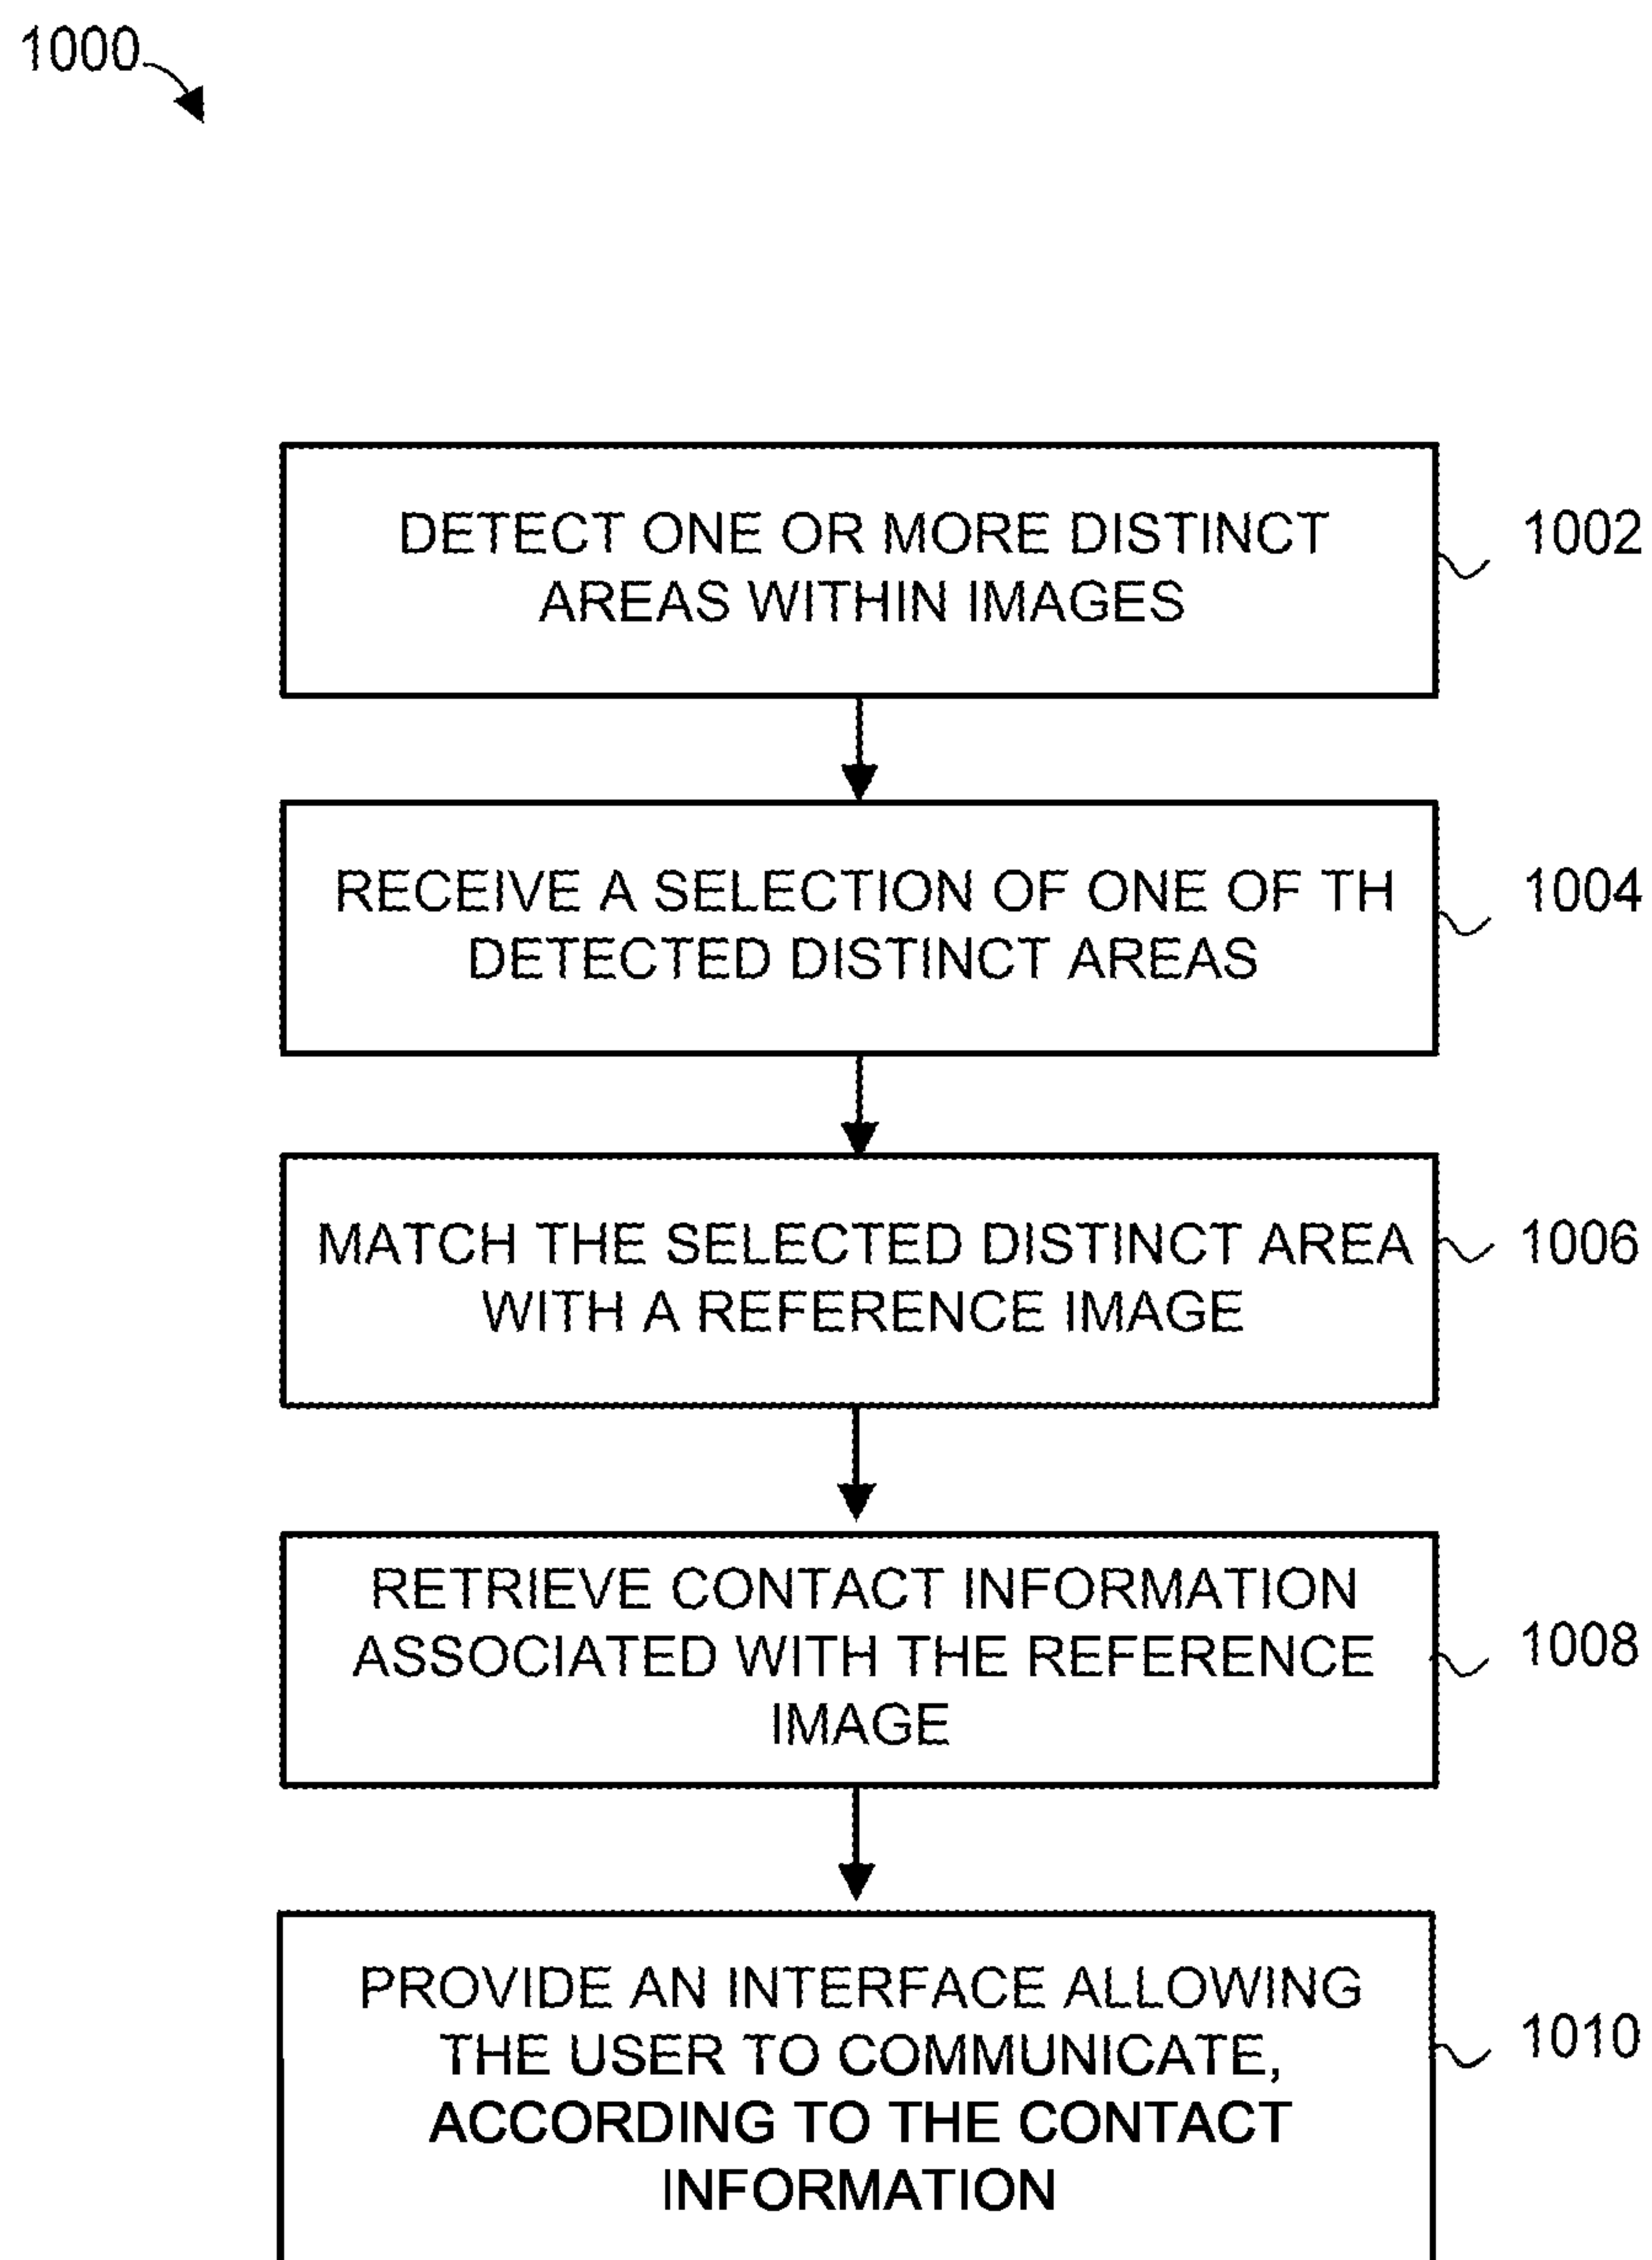 1000
DETECT ONE OR MORE DISTINCT
AREAS WITHIN IMAGES
1002
RECEIVE A SELECTION OF ONE OF TH
DETECTED DISTINCT AREAS
1004
MATCH THE SELECTED DISTINCT AREA
WITH A REFERENCE IMAGE
1006
RETRIEVE CONTACT INFORMATION
ASSOCIATED WITH THE REFERENCE
IMAGE
1008
PROVIDE AN INTERFACE ALLOWING
THE USER TO COMMUNICATE,
ACCORDING TO THE CONTACT
INFORMATION
1010